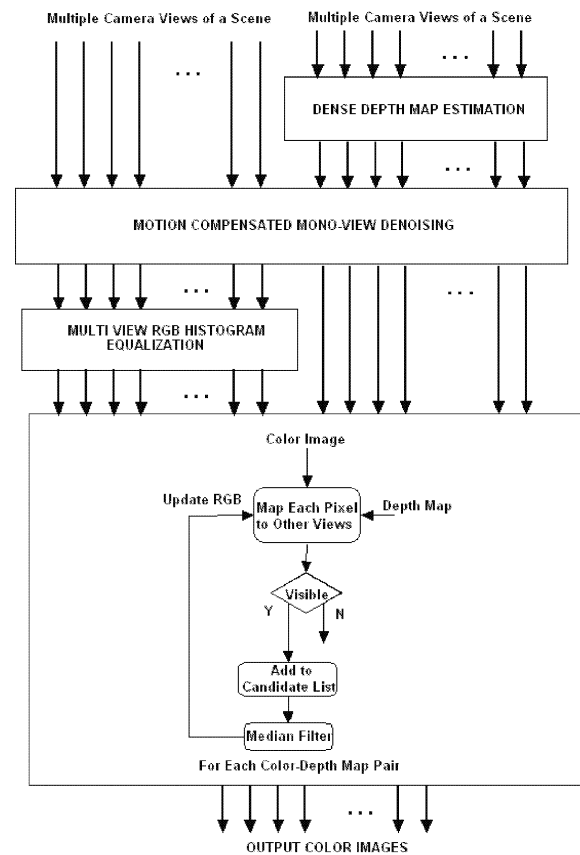 Multiple Camera Views of a Scene
Multiple Camera Views of a Scene
...
...
DENSE DEPTH MAP ESTIMATION
...
MOTION COMPENSATED MONO-VIEW DENOISING
...
...
MULTI VIEW RGB HISTOGRAM
EQUALIZATION
...
...
Color Image
Update RGB
Map Each Pixel
to Other Views
Depth Map
Visible
Y
N
Add to
Candidate List
Median Filter
For Each Color-Depth Map Pair
...
OUTPUT COLOR IMAGES